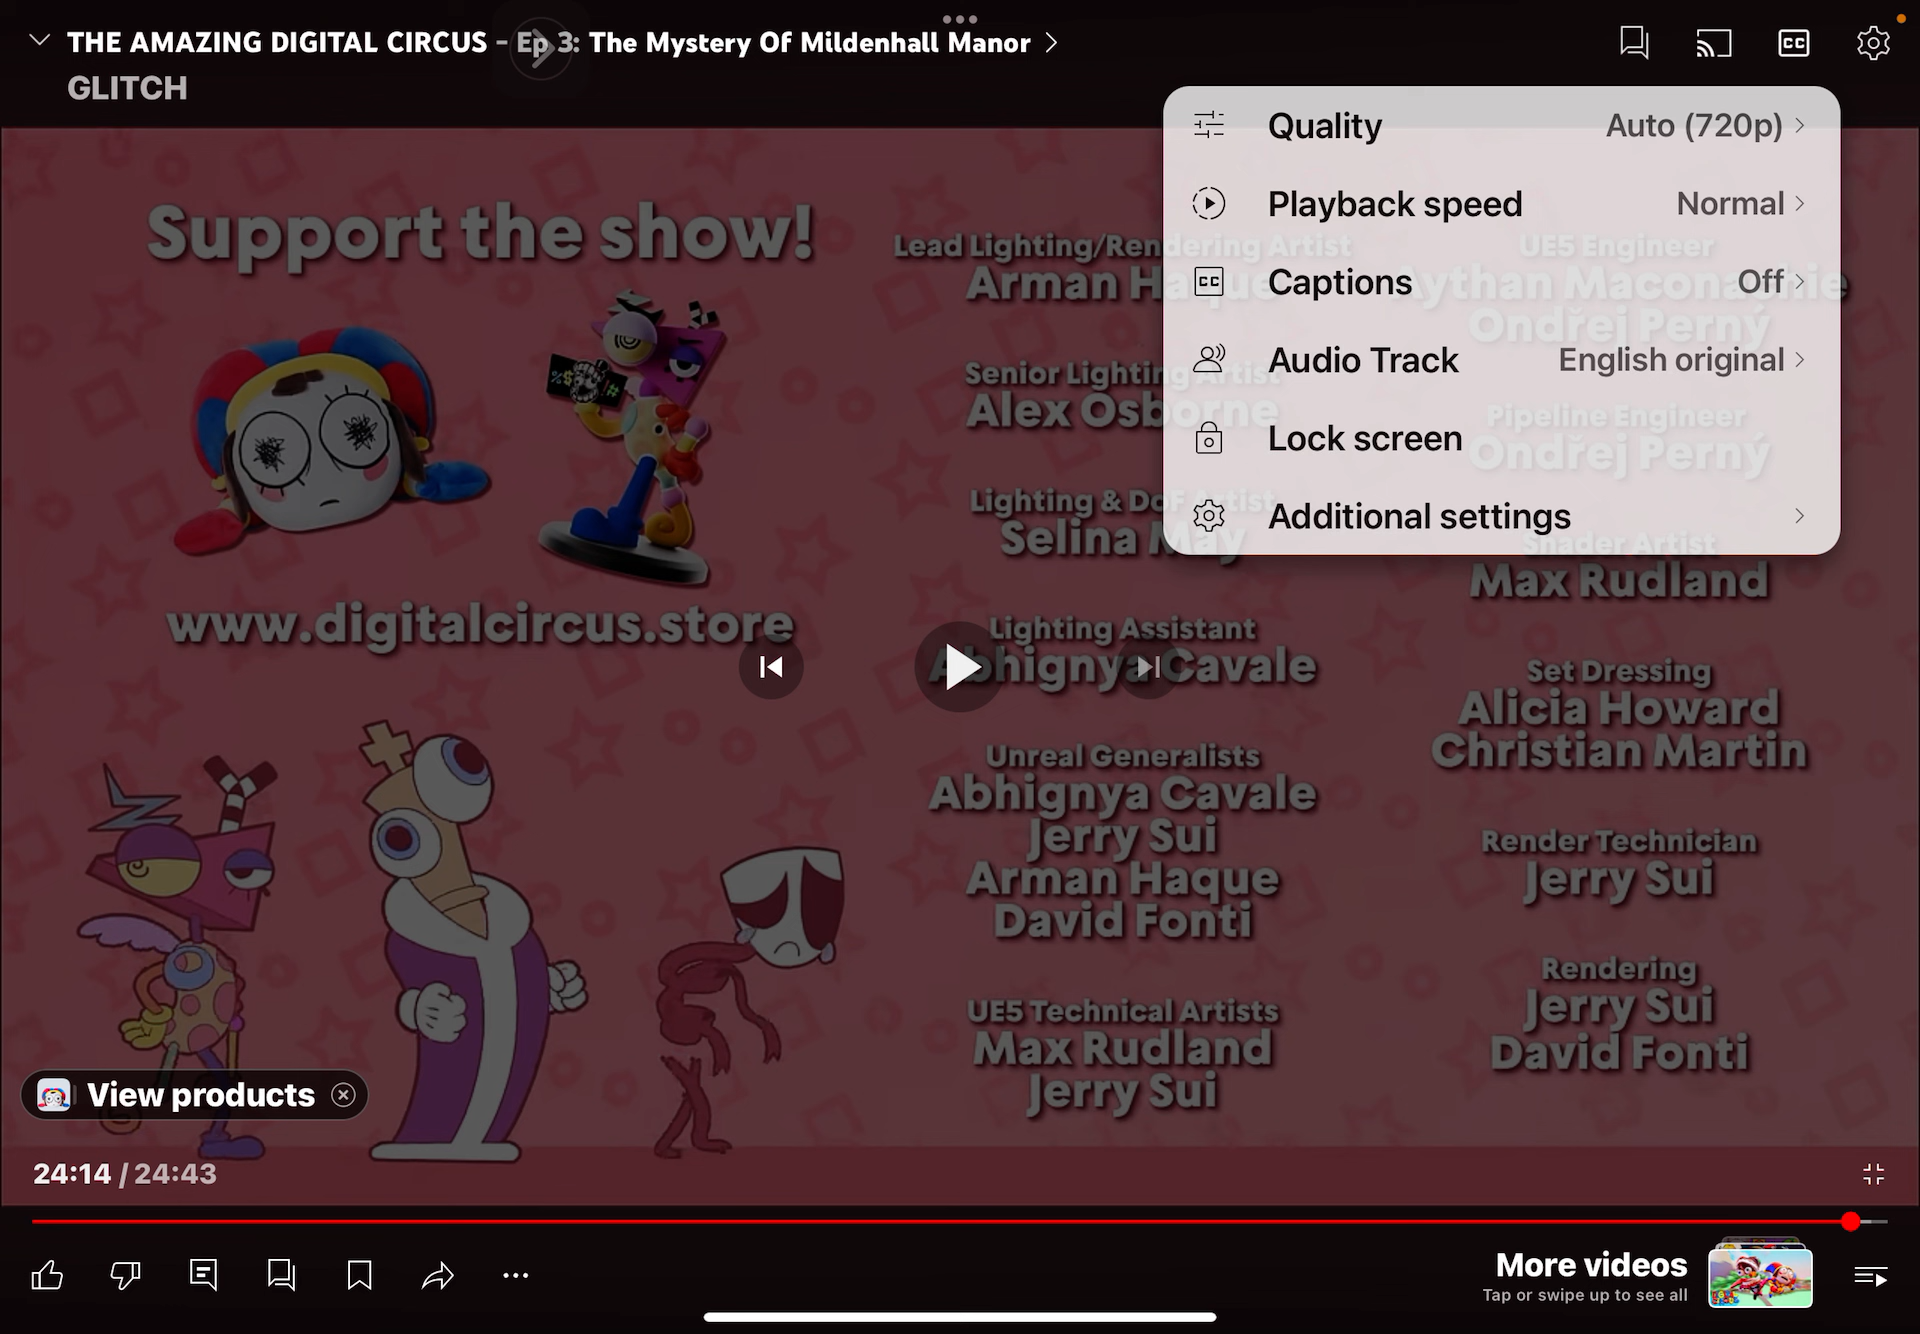 THE AMAZING DIGITAL CIRCUS - Ep 3: The Mystery Of Mildenhall Manor
GLITCH
Quality Auto (720p)
Playback speed Normal
Captions Off
Audio Track English original
Lock screen
Additional settings
Support the show!
www.digitalcircus.store
Lead Lighting/Rendering Artist
Arman Haque
Senior Lighting Artist
Alex Osborne
Lighting & DoF Artist
Selina May
Lighting Assistant
Abhignya Cavale
Unreal Generalists
Abhignya Cavale
Jerry Sui
Arman Haque
David Fonti
UE5 Technical Artists
Max Rudland
Jerry Sui
UE5 Engineer
Aythan Maconachie
Ondřej Perný
Pipeline Engineer
Ondřej Perný
Shader Artist
Max Rudland
Set Dressing
Alicia Howard
Christian Martin
Render Technician
Jerry Sui
Rendering
Jerry Sui
David Fonti
View products
24:14 / 24:43
More videos
Tap or swipe up to see all